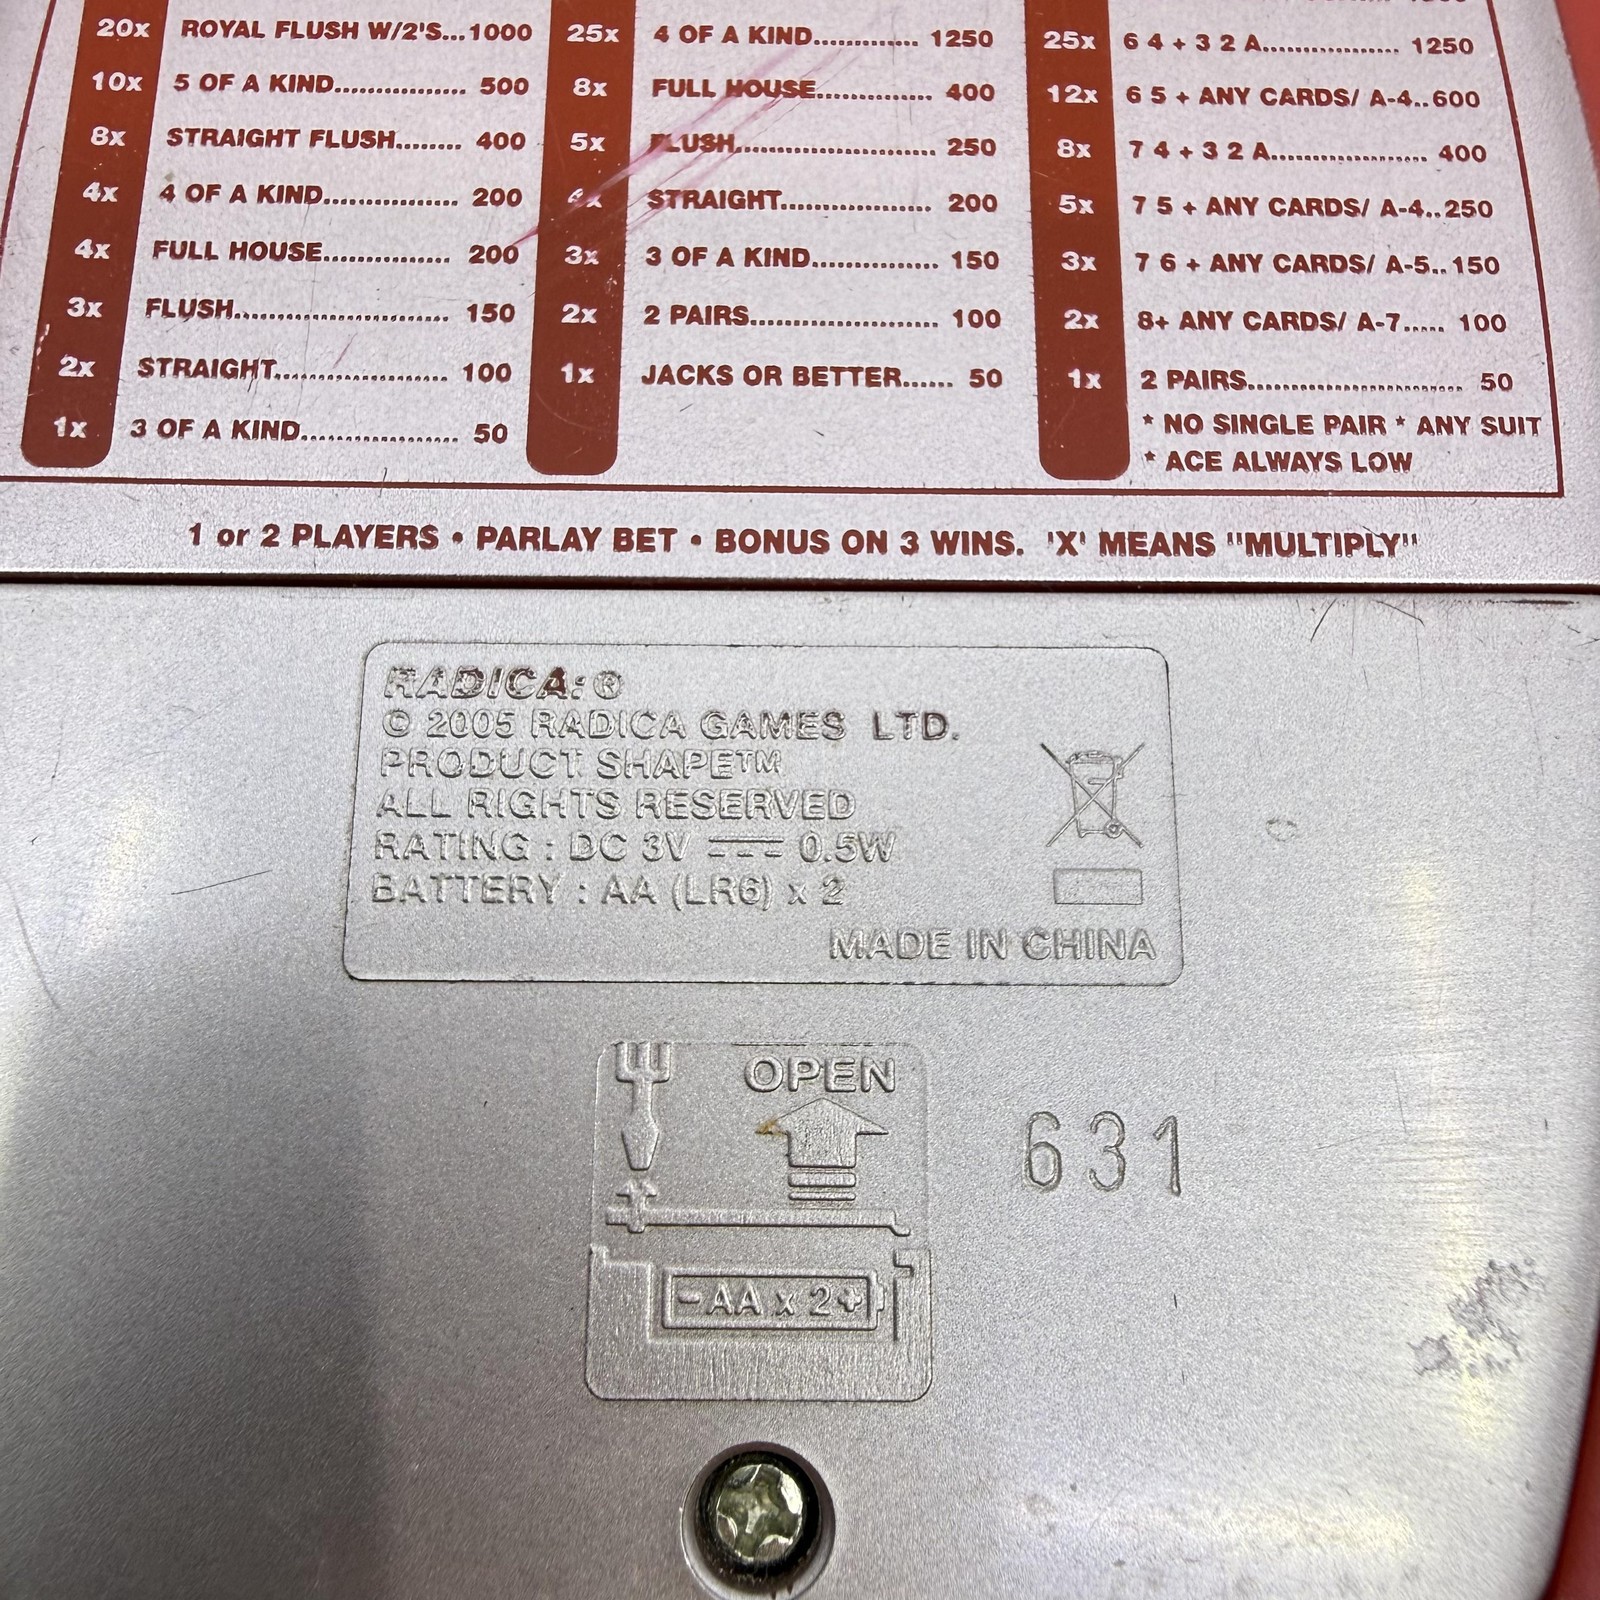 20x ROYAL FLUSH W/2'S...1000
10x 5 OF A KIND................ 500
8x STRAIGHT FLUSH........ 400
4x 4 OF A KIND................ 200
4x FULL HOUSE............... 200
3x FLUSH.......................... 150
2x STRAIGHT..................... 100
1x 3 OF A KIND................... 50
25x 4 OF A KIND............. 1250
8x FULL HOUSE.............. 400
5x FLUSH........................ 250
4x STRAIGHT.................. 200
3x 3 OF A KIND............... 150
2x 2 PAIRS...................... 100
1x JACKS OR BETTER...... 50
25x 6 4 + 3 2 A................. 1250
12x 6 5 + ANY CARDS/ A-4..600
8x 7 4 + 3 2 A.................... 400
5x 7 5 + ANY CARDS/ A-4..250
3x 7 6 + ANY CARDS/ A-5..150
2x 8+ ANY CARDS/ A-7..... 100
1x 2 PAIRS........................... 50
* NO SINGLE PAIR * ANY SUIT
* ACE ALWAYS LOW
1 or 2 PLAYERS • PARLAY BET • BONUS ON 3 WINS. 'X' MEANS "MULTIPLY"
RADICA:®
© 2005 RADICA GAMES LTD.
PRODUCT SHAPE™
ALL RIGHTS RESERVED
RATING : DC 3V 0.5W
BATTERY : AA (LR6) x 2
MADE IN CHINA
OPEN
631
-AA x 2+